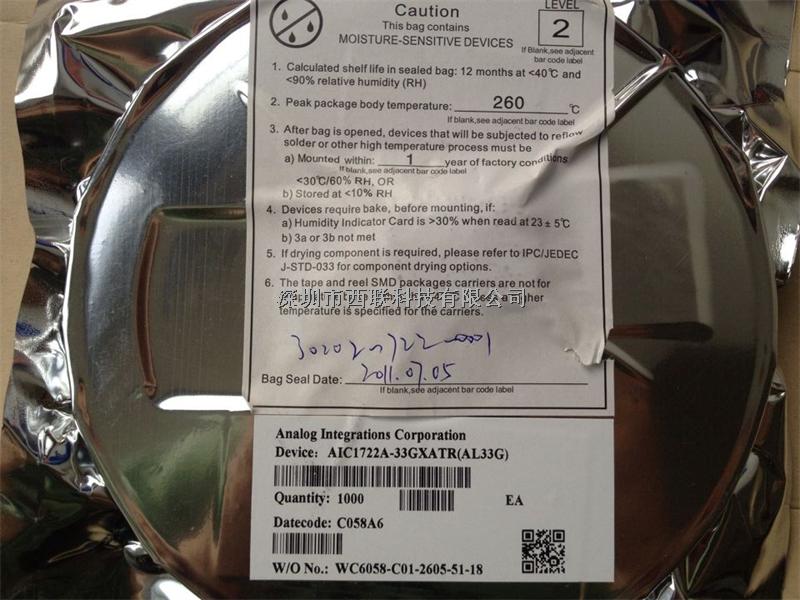 Caution
This bag contains
MOISTURE-SENSITIVE DEVICES
LEVEL
2
If Blank,see adjacent
bar code label
1. Calculated shelf life in sealed bag: 12 months at <40℃ and
<90% relative humidity (RH)
2. Peak package body temperature: 260 ℃
If blank,see adjacent bar code label
3. After bag is opened, devices that will be subjected to reflow
solder or other high temperature process must be
a) Mounted within: 1 year of factory conditions
If blank,see adjacent bar code label
<30℃/60% RH, OR
b) Stored at <10% RH
4. Devices require bake, before mounting, if:
a) Humidity Indicator Card is >30% when read at 23 ± 5℃
b) 3a or 3b not met
5. If drying component is required, please refer to IPC/JEDEC
J-STD-033 for component drying options.
6. The tape and reel SMD packages carriers are not for
深圳市西联科技有限公司
temperature is specified for the carriers.
Bag Seal Date: 2011.07.05
If blank,see adjacent bar code label
Analog Integrations Corporation
Device: AIC1722A-33GXATR(AL33G)
Quantity: 1000 EA
Datecode: C058A6
W/O No.: WC6058-C01-2605-51-18